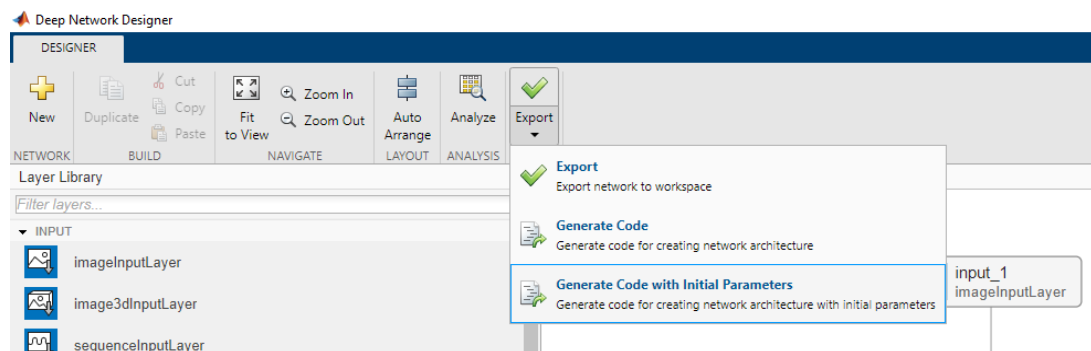 Deep Network Designer
DESIGNER
New
Duplicate
Cut
Copy
Paste
Fit
to View
Zoom In
Zoom Out
Auto
Arrange
Analyze
Export
NETWORK
BUILD
NAVIGATE
LAYOUT
ANALYSIS
Layer Library
Filter layers...
INPUT
imageInputLayer
image3dInputLayer
sequenceInputLayer
Export
Export network to workspace
Generate Code
Generate code for creating network architecture
Generate Code with Initial Parameters
Generate code for creating network architecture with initial parameters
input_1
imageInputLayer